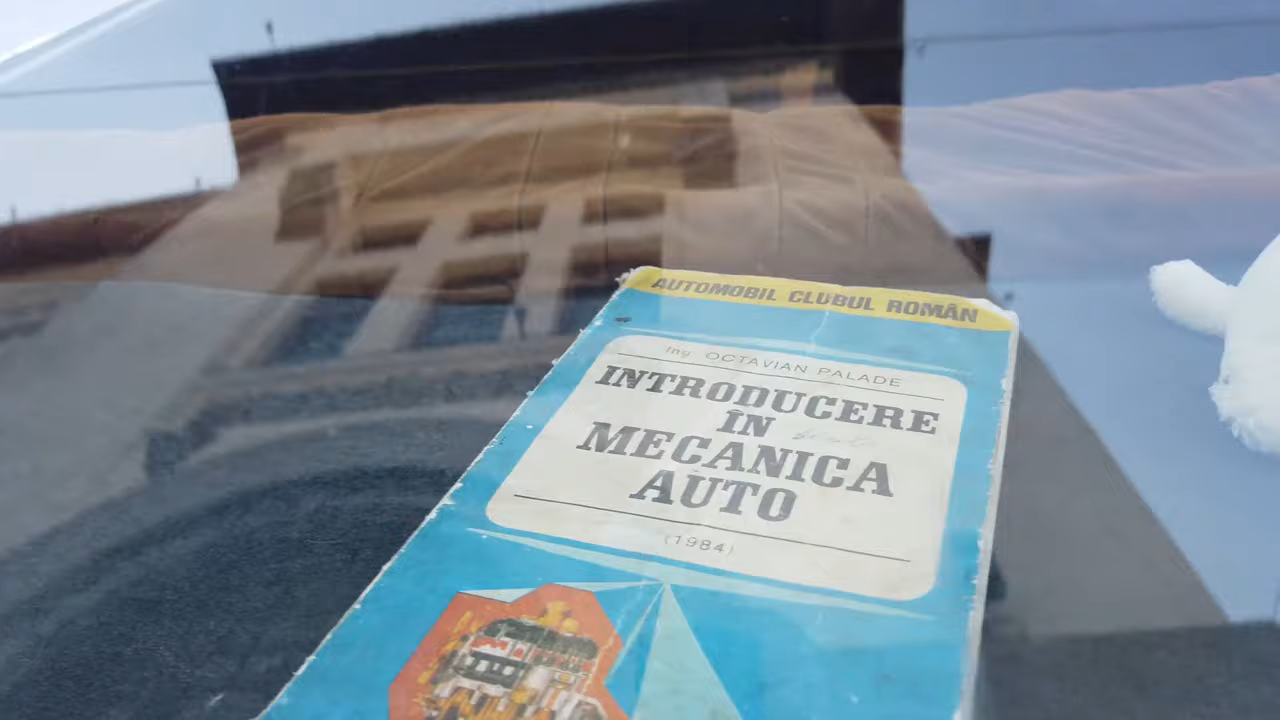 AUTOMOBIL CLUBUL ROMÂN
Ing OCTAVIAN PALADE
INTRODUCERE
ÎN
MECANICA
AUTO
(1984)